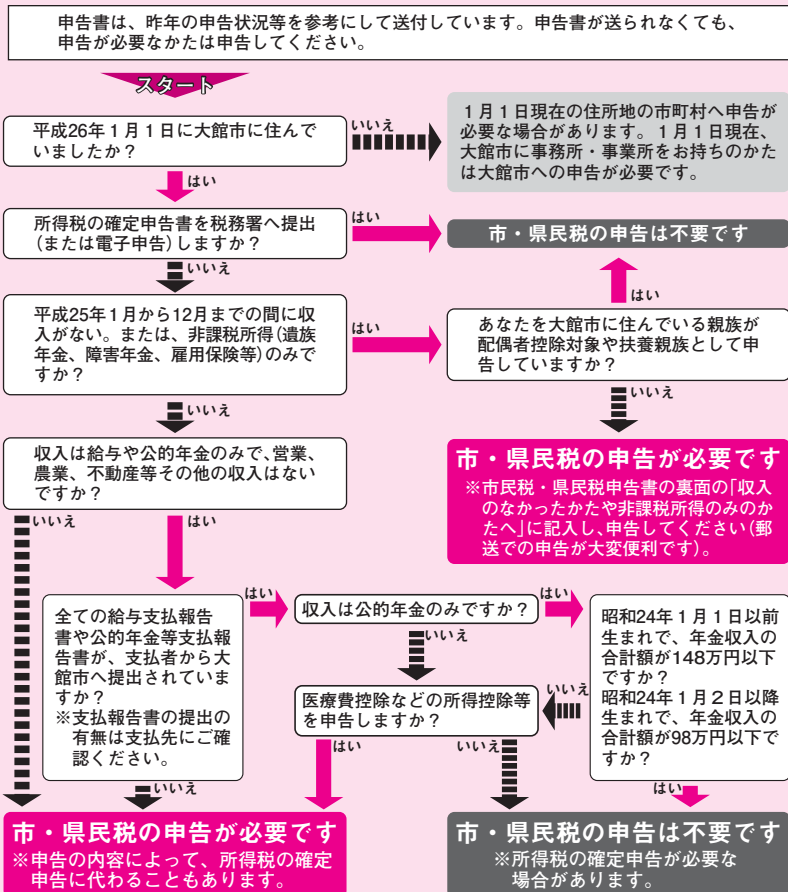 申告書は、昨年の申告状況等を参考にして送付しています。申告書が送られなくても、
申告が必要なかたは申告してください。
スタート
平成26年1月1日に大館市に住んで
いましたか?
いいえ
1月1日現在の住所地の市町村へ申告が
必要な場合があります。1月1日現在、
大館市に事務所・事業所をお持ちのかた
は大館市への申告が必要です。
はい
所得税の確定申告書を税務署へ提出
(または電子申告)しますか?
はい
市・県民税の申告は不要です
いいえ
はい
平成25年1月から12月までの間に収
入がない。または、非課税所得(遺族
年金、障害年金、雇用保険等)のみで
すか?
はい
あなたを大館市に住んでいる親族が
配偶者控除対象や扶養親族として申
告していますか?
いいえ
いいえ
収入は給与や公的年金のみで、営業、
農業、不動産等その他の収入はない
ですか?
市・県民税の申告が必要です
※市民税・県民税申告書の裏面の「収入
のなかったかたや非課税所得のみのか
たへ」に記入し、申告してください(郵
送での申告が大変便利です)。
いいえ
はい
全ての給与支払報告
書や公的年金等支払報
告書が、支払者から大
館市へ提出されていま
すか?
※支払報告書の提出の
有無は支払先にご確
認ください。
はい
収入は公的年金のみですか?
はい
昭和24年1月1日以前
生まれで、年金収入の
合計額が148万円以下
ですか?
昭和24年1月2日以降
生まれで、年金収入の
合計額が98万円以下で
すか?
いいえ
いいえ
医療費控除などの所得控除等
を申告しますか?
はい
いいえ
いいえ
はい
市・県民税の申告が必要です
※申告の内容によって、所得税の確定
申告に代わることもあります。
市・県民税の申告は不要です
※所得税の確定申告が必要な
場合があります。